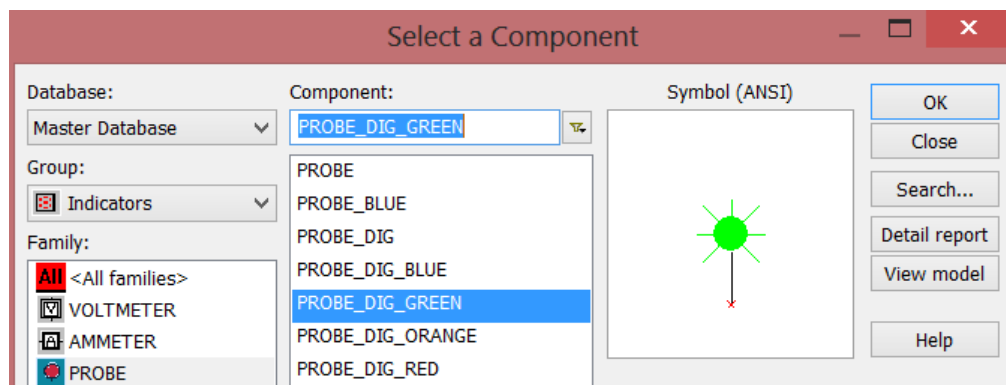 Select a Component
Database:
Master Database
Group:
Indicators
Family:
All <All families>
V VOLTMETER
A AMMETER
PROBE
Component:
PROBE_DIG_GREEN
PROBE
PROBE_BLUE
PROBE_DIG
PROBE_DIG_BLUE
PROBE_DIG_GREEN
PROBE_DIG_ORANGE
PROBE_DIG_RED
Symbol (ANSI)
OK
Close
Search...
Detail report
View model
Help